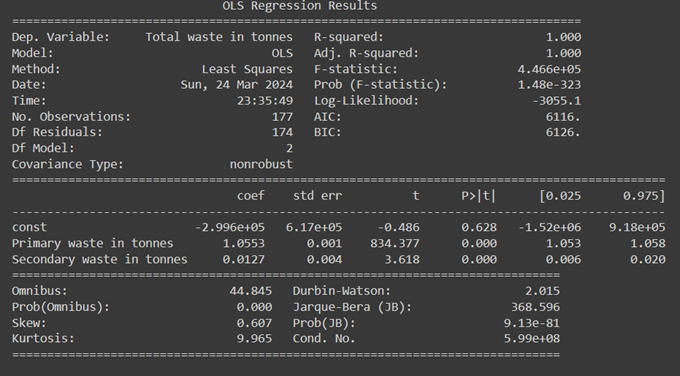 OLS Regression Results
==============================================================================
Dep. Variable:     Total waste in tonnes   R-squared:                       1.000
Model:                               OLS   Adj. R-squared:                  1.000
Method:                    Least Squares   F-statistic:                 4.466e+05
Date:                   Sun, 24 Mar 2024   Prob (F-statistic):          1.48e-323
Time:                           23:35:49   Log-Likelihood:                -3055.1
No. Observations:                    177   AIC:                             6116.
Df Residuals:                        174   BIC:                             6126.
Df Model:                              2
Covariance Type:               nonrobust
==============================================================================
coef    std err          t      P>|t|      [0.025      0.975]
------------------------------------------------------------------------------
const                     -2.996e+05   6.17e+05     -0.486      0.628   -1.52e+06    9.18e+05
Primary waste in tonnes       1.0553      0.001    834.377      0.000       1.053       1.058
Secondary waste in tonnes     0.0127      0.004      3.618      0.000       0.006       0.020
==============================================================================
Omnibus:                       44.845   Durbin-Watson:                   2.015
Prob(Omnibus):                  0.000   Jarque-Bera (JB):              368.596
Skew:                           0.607   Prob(JB):                     9.13e-81
Kurtosis:                       9.965   Cond. No.                     5.99e+08
==============================================================================